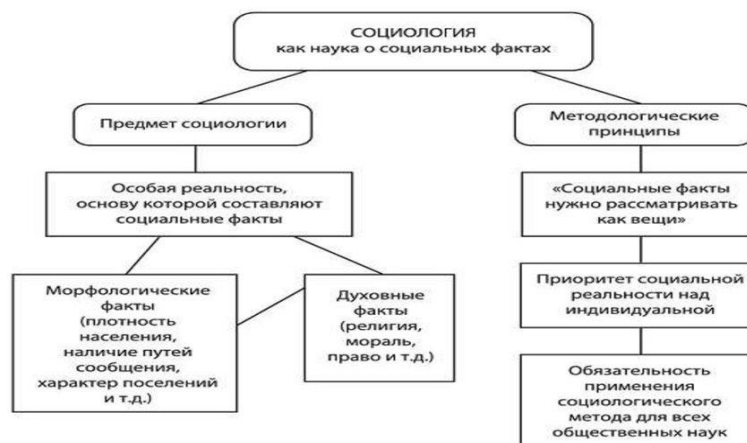 СОЦИОЛОГИЯ
как наука о социальных фактах
Предмет социологии
Методологические
принципы
Особая реальность,
основу которой составляют
социальные факты
«Социальные факты
нужно рассматривать
как вещи»
Морфологические
факты
(плотность
населения,
наличие путей
сообщения,
характер поселений
и т.д.)
Духовные
факты
(религия,
мораль,
право и т.д.)
Приоритет социальной
реальности над
индивидуальной
Обязательность
применения
социологического
метода для всех
общественных наук